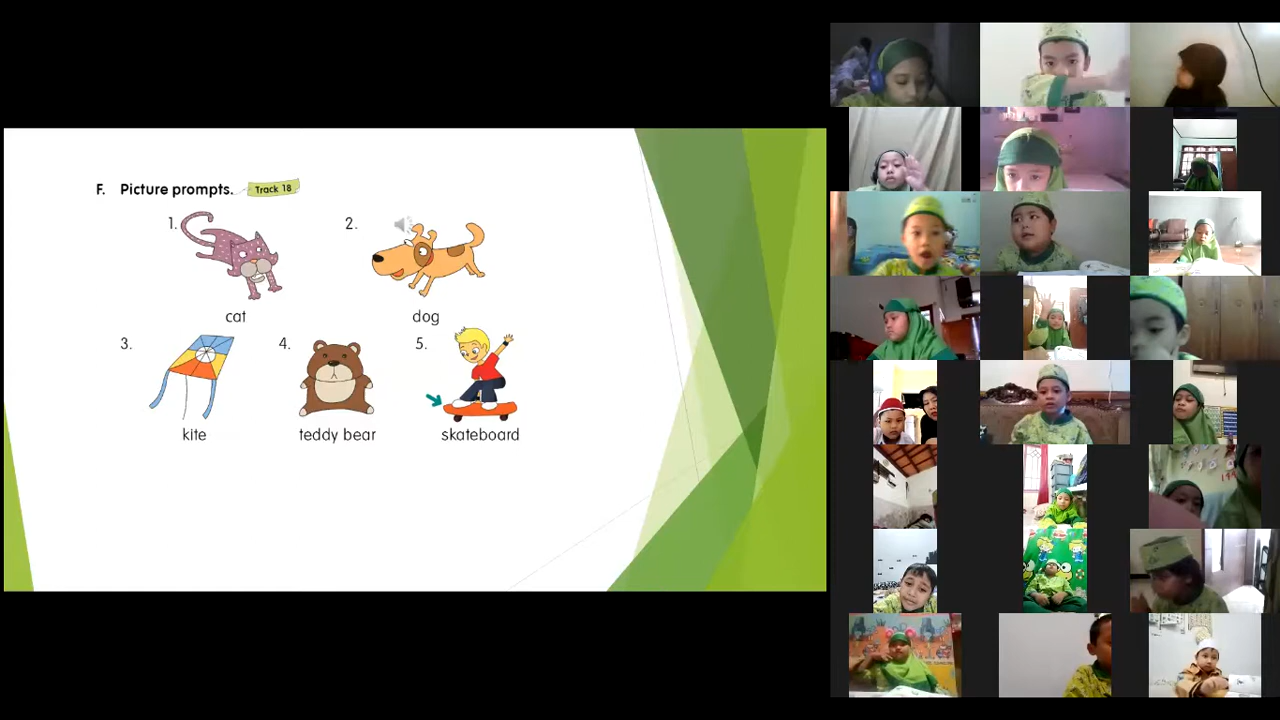 F. Picture prompts. Track 18
1. 2.
cat dog
3. 4. 5.
kite teddy bear skateboard